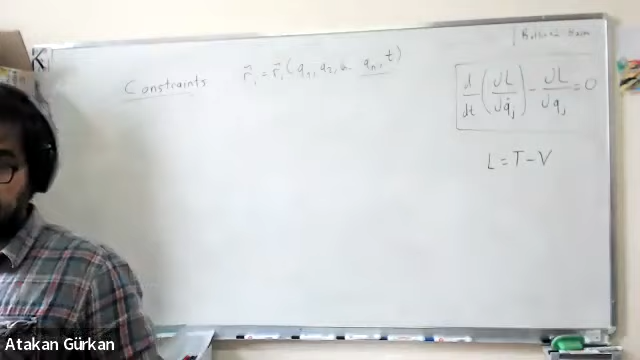 Constraints
r⃗ᵢ = r⃗ᵢ (q₁, q₂, ... qₙ, t)
d/dt (∂L/∂q̇ⱼ) − ∂L/∂qⱼ = 0
L = T − V
Atakan Gürkan